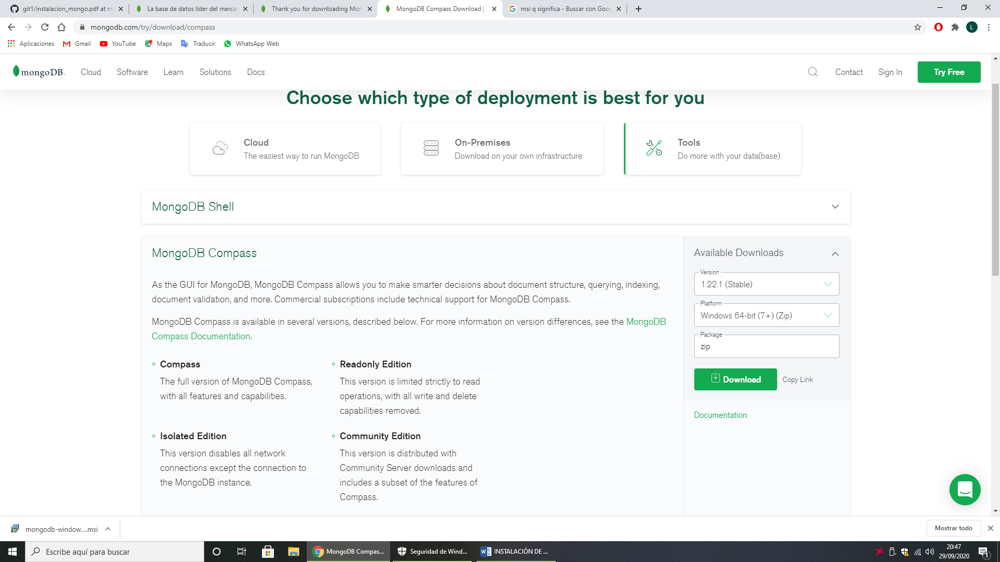 git1/instalacion_mongo.pdf at m
La base de datos líder del merca
Thank you for downloading Mon
MongoDB Compass Download |
msi q significa - Buscar con Goog
mongodb.com/try/download/compass
L
Aplicaciones
Gmail
YouTube
Maps
Traducir
WhatsApp Web
mongoDB.
Cloud
Software
Learn
Solutions
Docs
Contact
Sign In
Try Free
Choose which type of deployment is best for you
Cloud
The easiest way to run MongoDB
On-Premises
Download on your own infrastructure
Tools
Do more with your data(base)
MongoDB Shell
MongoDB Compass
As the GUI for MongoDB, MongoDB Compass allows you to make smarter decisions about document structure, querying, indexing,
document validation, and more. Commercial subscriptions include technical support for MongoDB Compass.
MongoDB Compass is available in several versions, described below. For more information on version differences, see the MongoDB
Compass Documentation.
Compass
The full version of MongoDB Compass,
with all features and capabilities.
Readonly Edition
This version is limited strictly to read
operations, with all write and delete
capabilities removed.
Isolated Edition
This version disables all network
connections except the connection to
the MongoDB instance.
Community Edition
This version is distributed with
Community Server downloads and
includes a subset of the features of
Compass.
Available Downloads
Version
1.22.1 (Stable)
Platform
Windows 64-bit (7+) (Zip)
Package
zip
Download
Copy Link
Documentation
mongodb-window....msi
Mostrar todo
Escribe aquí para buscar
MongoDB Compas...
Seguridad de Wind...
INSTALACIÓN DE ...
20:47
29/09/2020
1